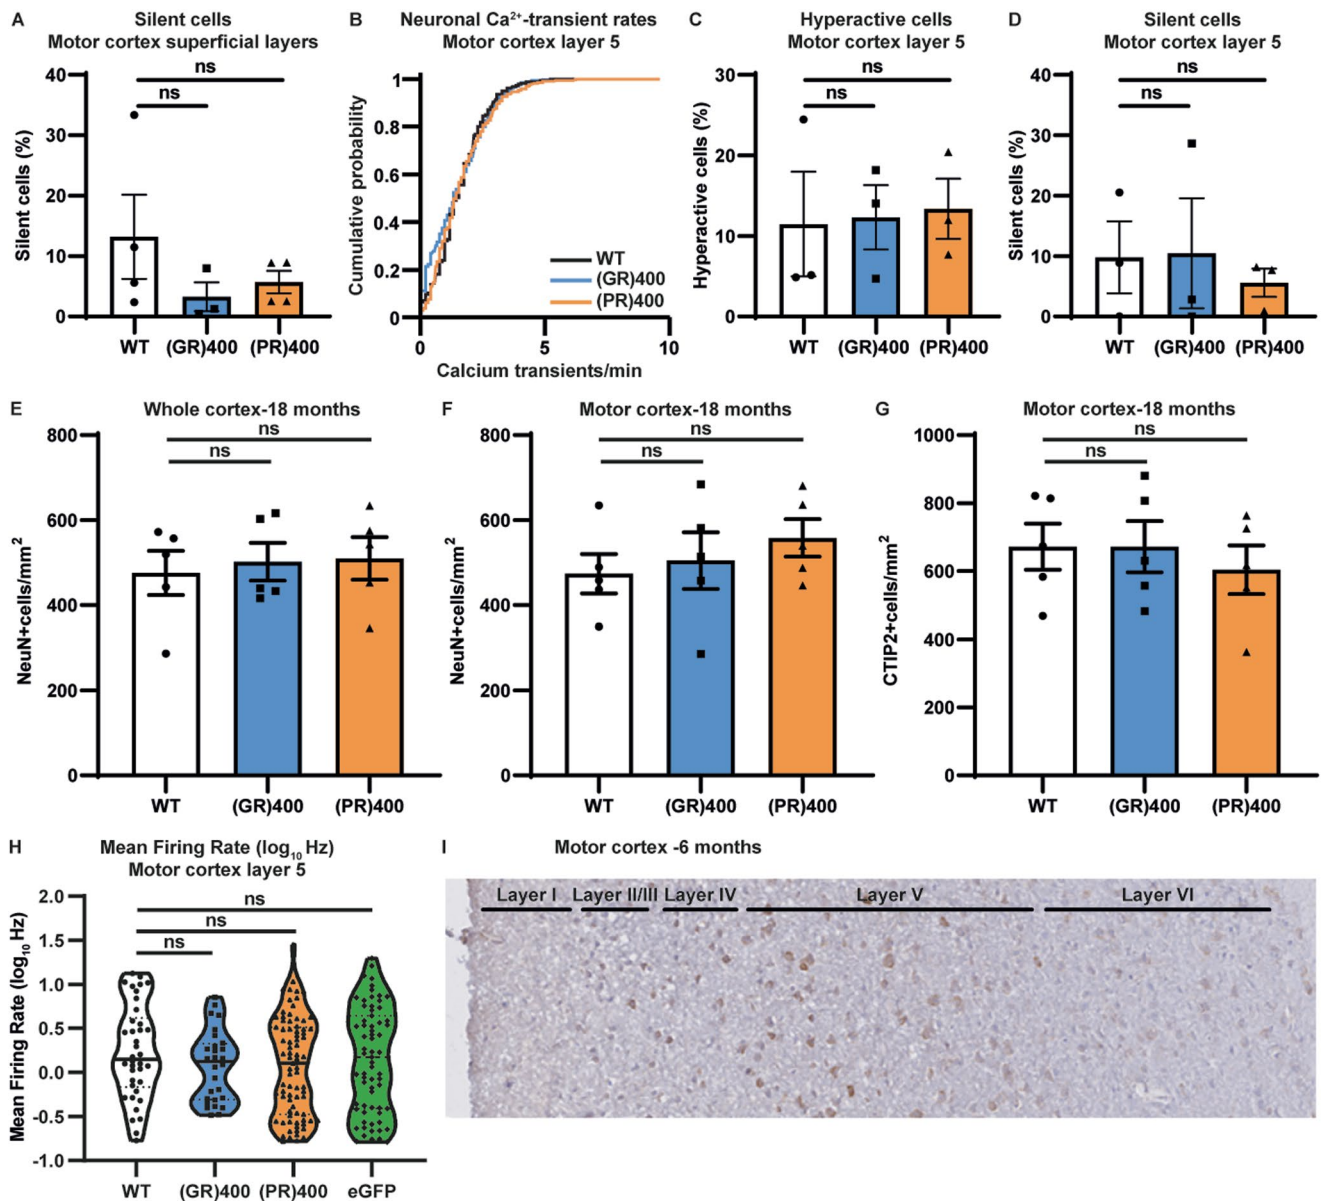 A
Silent cells
Motor cortex superficial layers
40
30
20
10
0
Silent cells (%)
ns
ns
WT
(GR)400
(PR)400
B
Neuronal Ca²⁺-transient rates
Motor cortex layer 5
1
0.8
0.6
0.4
0.2
0
Cumulative probability
WT
(GR)400
(PR)400
0
5
10
Calcium transients/min
C
Hyperactive cells
Motor cortex layer 5
30
20
10
0
Hyperactive cells (%)
ns
ns
WT
(GR)400
(PR)400
D
Silent cells
Motor cortex layer 5
40
30
20
10
0
Silent cells (%)
ns
ns
WT
(GR)400
(PR)400
E
Whole cortex-18 months
800
600
400
200
0
NeuN+cells/mm²
ns
ns
WT
(GR)400
(PR)400
F
Motor cortex-18 months
800
600
400
200
0
NeuN+cells/mm²
ns
ns
WT
(GR)400
(PR)400
G
Motor cortex-18 months
1000
800
600
400
200
0
CTIP2+cells/mm²
ns
ns
WT
(GR)400
(PR)400
H
Mean Firing Rate (log₁₀ Hz)
Motor cortex layer 5
2.0
1.5
1.0
0.5
0.0
-0.5
-1.0
Mean Firing Rate (log₁₀ Hz)
ns
ns
ns
WT
(GR)400
(PR)400
eGFP
I
Motor cortex -6 months
Layer I
Layer II/III
Layer IV
Layer V
Layer VI